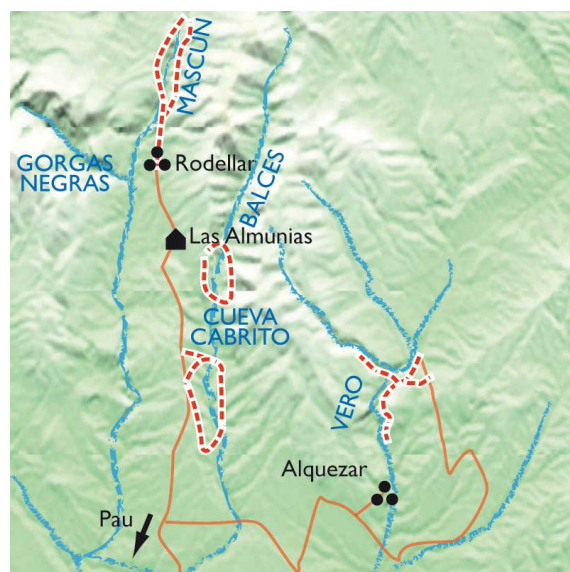 MASCUN
GORGAS
NEGRAS
Rodellar
BALCES
Las Almunias
CUEVA
CABRITO
VERO
Alquezar
Pau